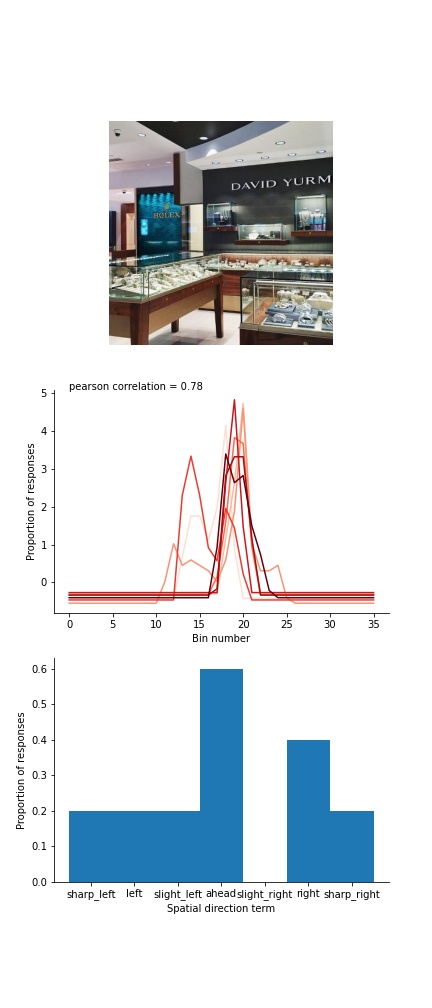 DAVID YURM
ROLEX
pearson correlation = 0.78
5
4
3
2
1
0
Proportion of responses
0 5 10 15 20 25 30 35
Bin number
0.6
0.5
0.4
0.3
0.2
0.1
0.0
Proportion of responses
sharp_left left slight_left ahead slight_right right sharp_right
Spatial direction term